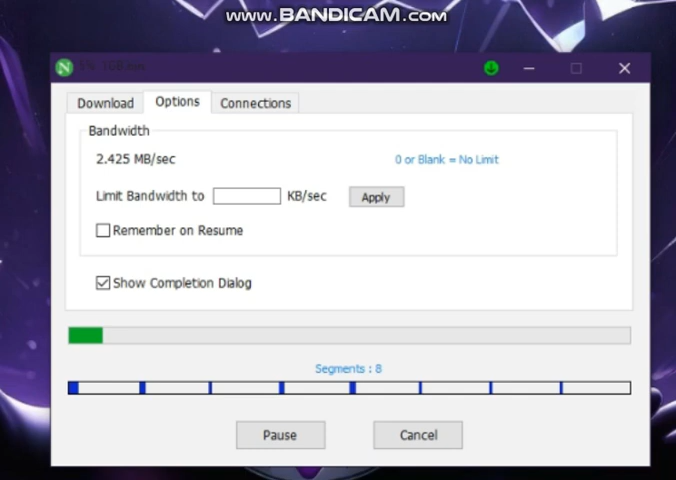 www.BANDICAM.com
N
Download Options Connections
Bandwidth
2.425 MB/sec 0 or Blank = No Limit
Limit Bandwidth to KB/sec Apply
Remember on Resume
Show Completion Dialog
Segments : 8
Pause Cancel